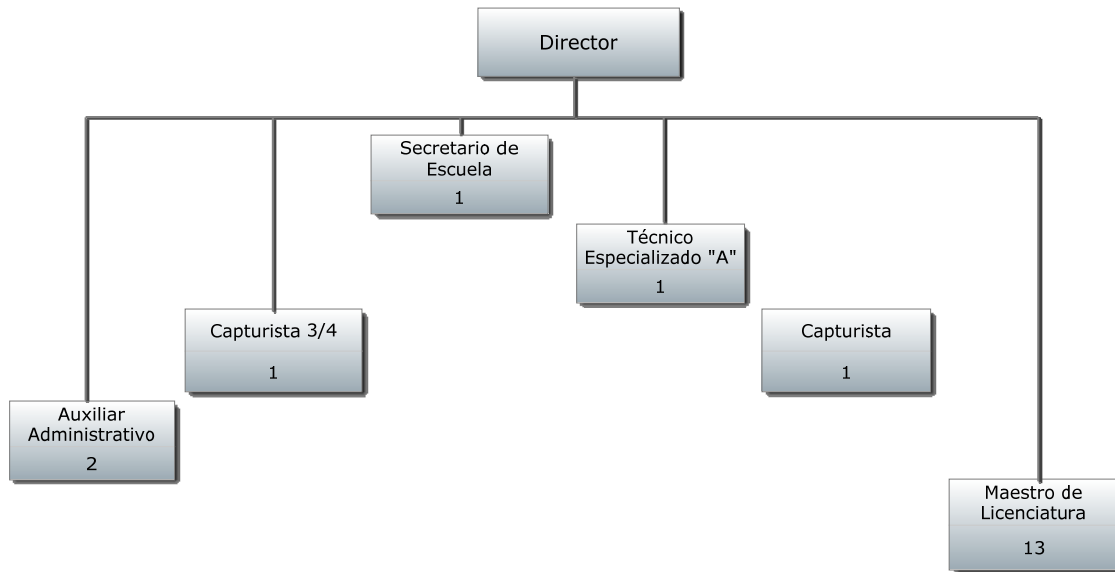 Director
Secretario de
Escuela
1
Técnico
Especializado "A"
1
Capturista 3/4
1
Capturista
1
Auxiliar
Administrativo
2
Maestro de
Licenciatura
13